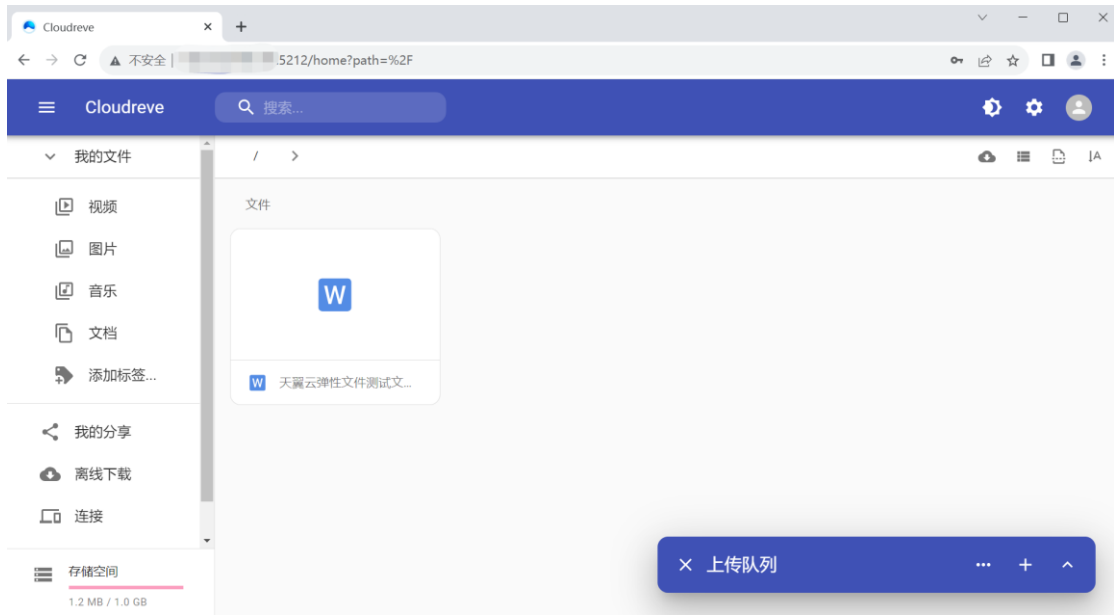 Cloudreve
不安全 | 5212/home?path=%2F
Cloudreve
搜索...
我的文件
/
视频
图片
音乐
文档
添加标签...
我的分享
离线下载
连接
存储空间
1.2 MB / 1.0 GB
文件
W
W 天翼云弹性文件测试文...
上传队列